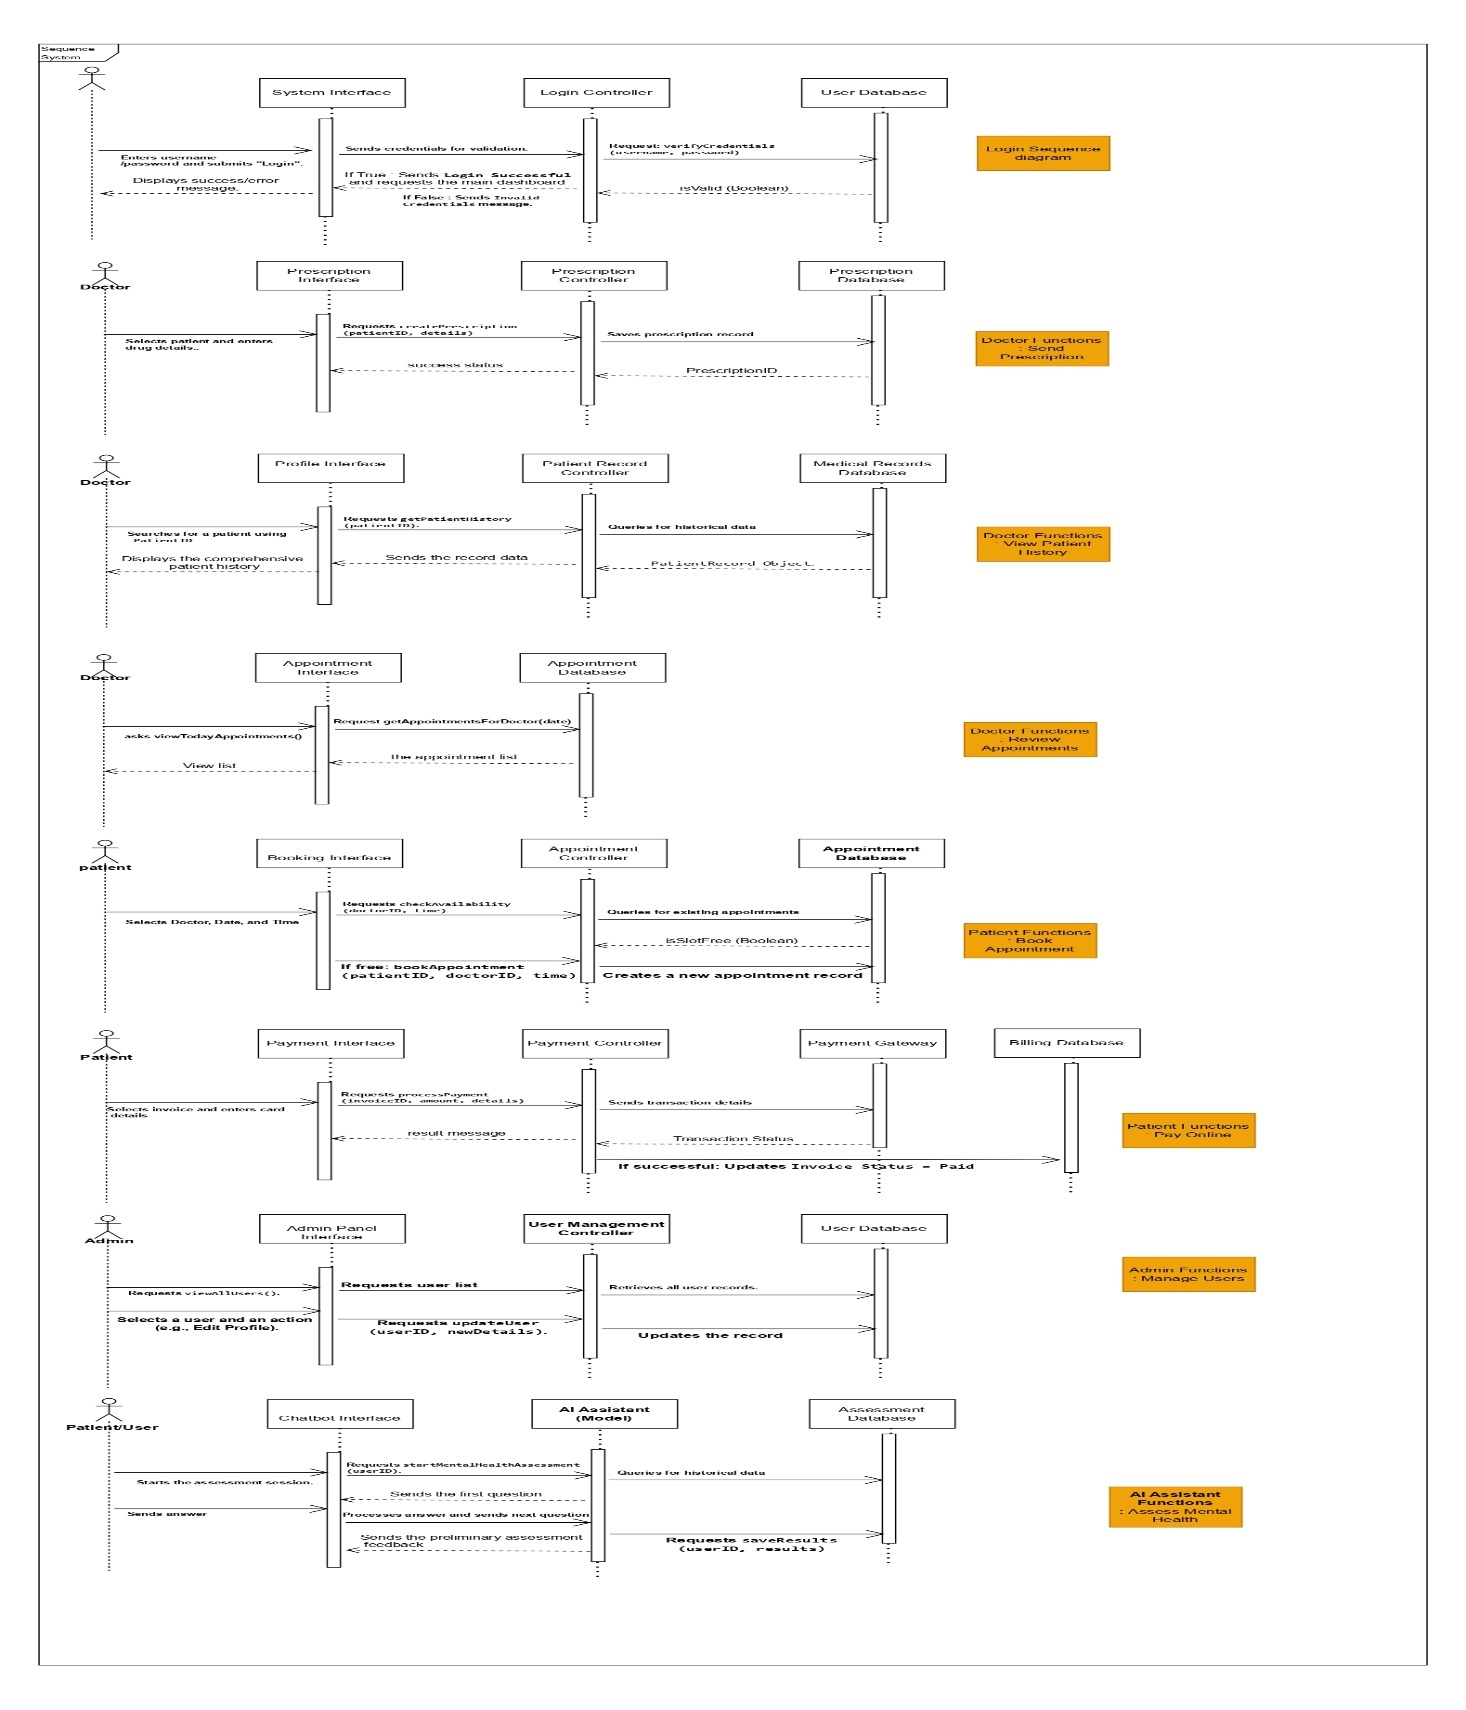 Sequence
System
System Interface
Login Controller
User Database
Enters username
/password and submits "Login".
Sends credentials for validation.
Request: verifyCredentials
(username, password)
Login Sequence
diagram
Displays success/error
message.
If True : Sends Login Successful
and requests the main dashboard
isValid (Boolean)
If False : Sends Invalid
Credentials message.
Doctor
Prescription
Interface
Prescription
Controller
Prescription
Database
Selects patient and enters
drug details..
Requests createPrescription
(patientID, details)
Saves prescription record
Doctor Functions
: Send
Prescription
success status
PrescriptionID
Doctor
Profile Interface
Patient Record
Controller
Medical Records
Database
Searches for a patient using
PatientID
Requests getPatientHistory
(patientID).
Queries for historical data
Doctor Functions
: View Patient
History
Displays the comprehensive
patient history
Sends the record data
PatientRecord Object.
Doctor
Appointment
Interface
Appointment
Database
asks viewTodayAppointments()
Request getAppointmentsForDoctor(date)
Doctor Functions
: Review
Appointments
View list
the appointment list
patient
Booking Interface
Appointment
Controller
Appointment
Database
Selects Doctor, Date, and Time
Requests checkAvailability
(doctorID, time)
Queries for existing appointments
isSlotFree (Boolean)
Patient Functions
: Book
Appointment
If free: bookAppointment
(patientID, doctorID, time)
Creates a new appointment record
Patient
Payment Interface
Payment Controller
Payment Gateway
Billing Database
Selects invoice and enters card
details
Requests processPayment
(invoiceID, amount, details)
Sends transaction details
Patient Functions
: Pay Online
result message
Transaction Status
If successful: Updates Invoice Status = Paid
Admin
Admin Panel
Interface
User Management
Controller
User Database
Requests viewAllUsers().
Requests user list
Retrieves all user records.
Admin Functions
: Manage Users
Selects a user and an action
(e.g., Edit Profile).
Requests updateUser
(userID, newDetails).
Updates the record
Patient/User
Chatbot Interface
AI Assistant
(Model)
Assessment
Database
Starts the assessment session.
Requests startMentalHealthAssessment
(userID).
Queries for historical data
Sends the first question
AI Assistant
Functions
: Assess Mental
Health
Sends answer
Processes answer and sends next question
Sends the preliminary assessment
feedback
Requests saveResults
(userID, results)